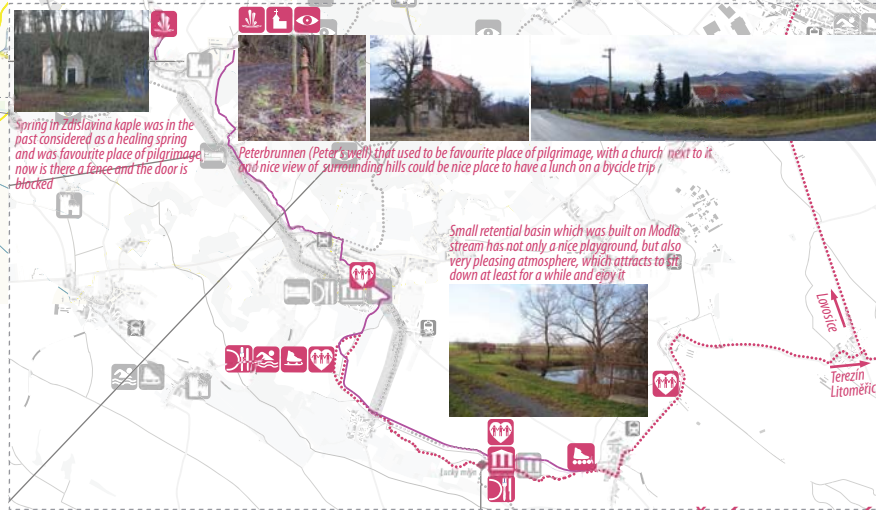 Spring in Zdislavina kaple was in the
past considered as a healing spring
and was favourite place of pilgrimage,
now is there a fence and the door is
blocked
Peterbrunnen (Peter's well) that used to be favourite place of pilgrimage, with a church next to it
and nice view of surrounding hills could be nice place to have a lunch on a bycicle trip
Small retential basin which was built on Modla
stream has not only a nice playground, but also
very pleasing atmosphere, which attracts to sit
down at least for a while and ejoy it
Lovosice
Terezín
Litoměřic
Lucký mlýn